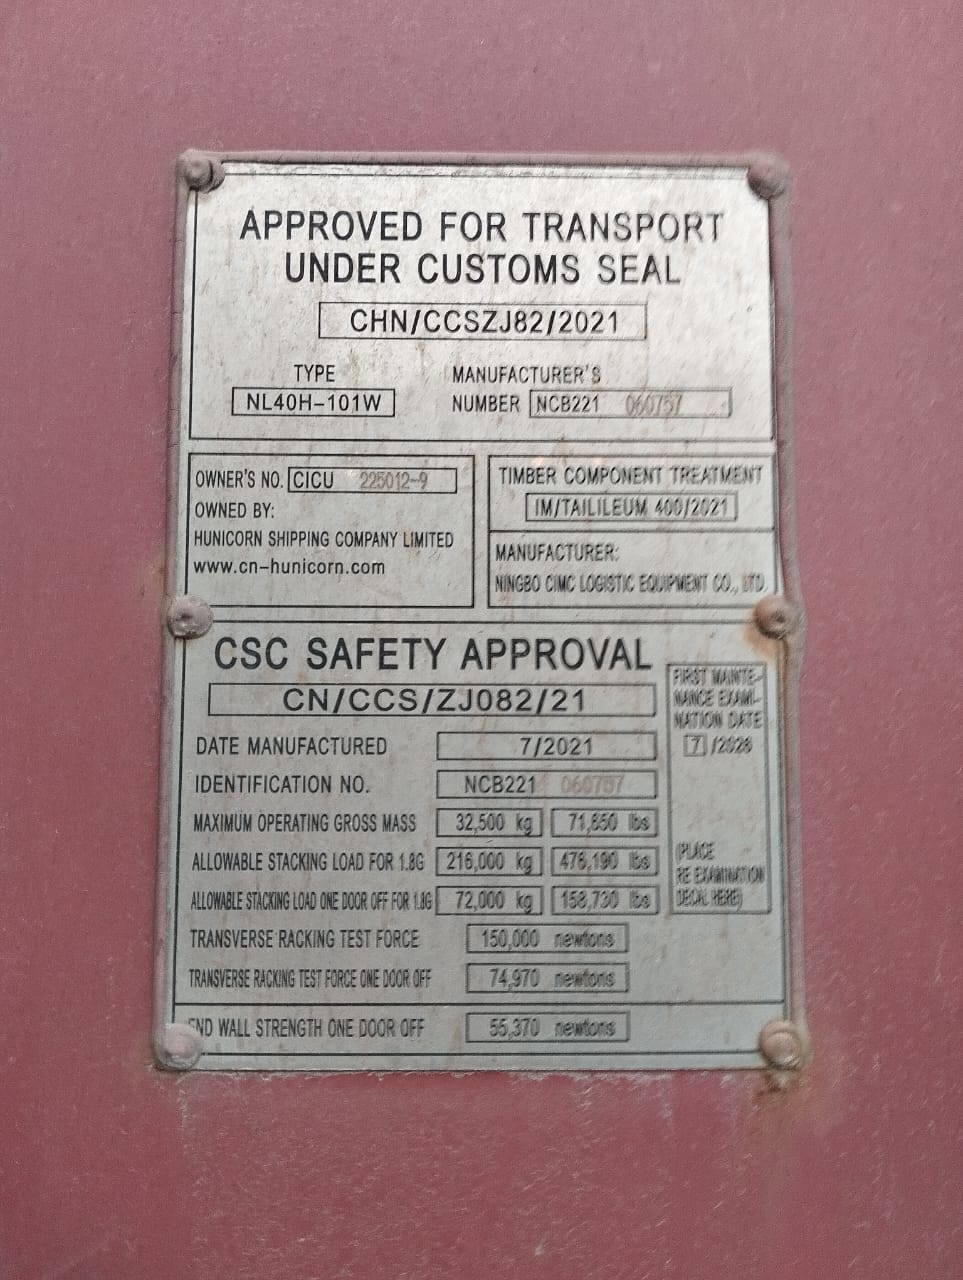 APPROVED FOR TRANSPORT
UNDER CUSTOMS SEAL
CHN/CCSZJ82/2021
TYPE
NL40H-101W
MANUFACTURER'S
NUMBER NCB221 060757
OWNER'S NO. CICU 225012-9
OWNED BY:
HUNICORN SHIPPING COMPANY LIMITED
www.cn-hunicorn.com
TIMBER COMPONENT TREATMENT
IM/TAILILEUM 400/2021
MANUFACTURER:
NINGBO CIMC LOGISTIC EQUIPMENT CO., LTD.
CSC SAFETY APPROVAL
CN/CCS/ZJ082/21
DATE MANUFACTURED 7/2021
IDENTIFICATION NO. NCB221 060757
MAXIMUM OPERATING GROSS MASS 32,500 kg 71,650 lbs
ALLOWABLE STACKING LOAD FOR 1.8G 216,000 kg 476,190 lbs
ALLOWABLE STACKING LOAD ONE DOOR OFF FOR 1.8G 72,000 kg 158,730 lbs
TRANSVERSE RACKING TEST FORCE 150,000 newtons
TRANSVERSE RACKING TEST FORCE ONE DOOR OFF 74,970 newtons
END WALL STRENGTH ONE DOOR OFF 55,370 newtons
FIRST MAINTE-
NANCE EXAMI-
NATION DATE
7 /2026
(PLACE
RE EXAMINATION
DECAL HERE)